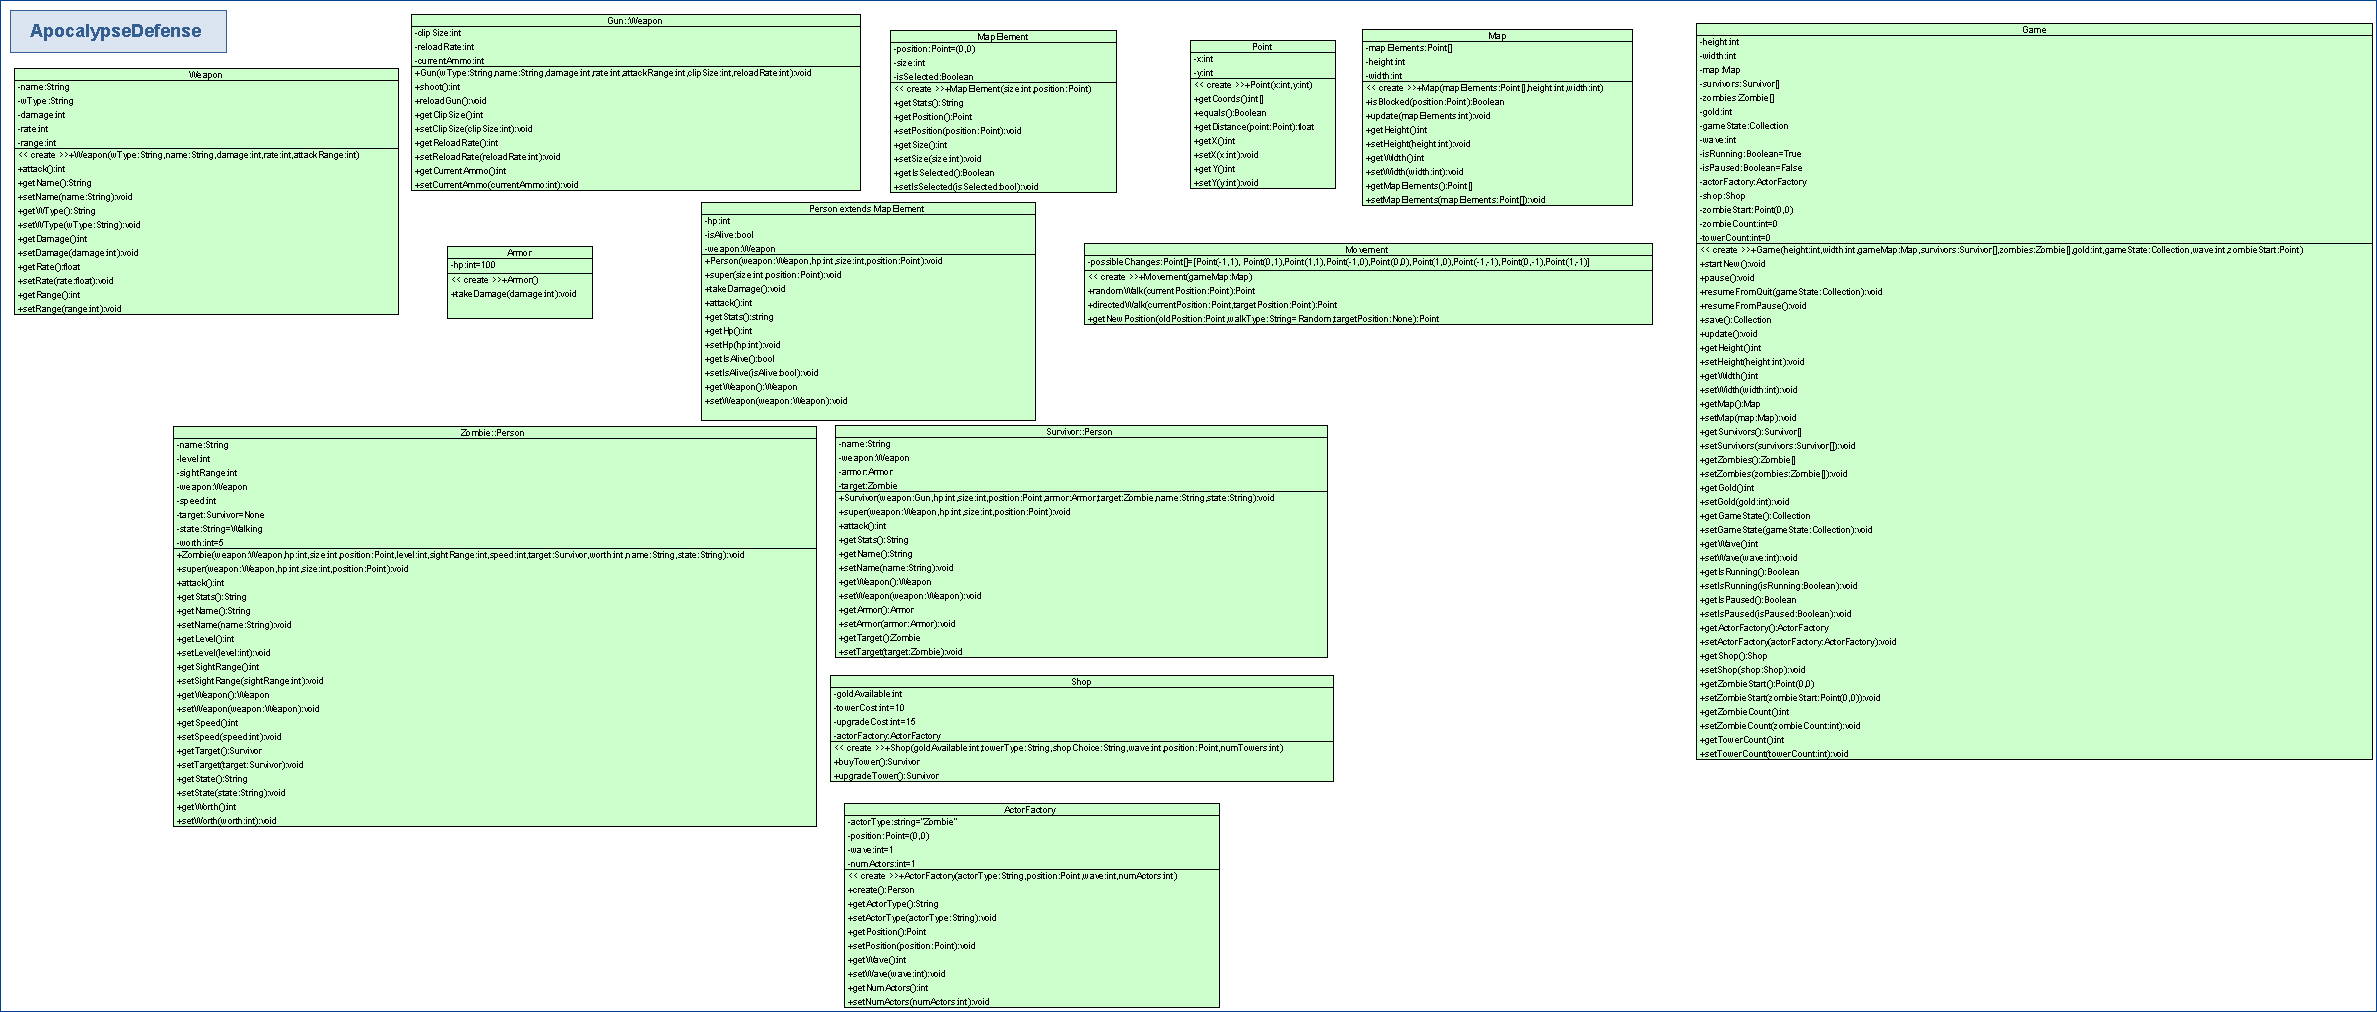 ApocalypseDefense
Weapon
-name:String
-wType:String
-damage:int
-rate:int
-range:int
<< create >>+Weapon(wType:String,name:String,damage:int,rate:int,attackRange:int)
+attack():int
+getName():String
+setName(name:String):void
+getWType():String
+setWType(wType:String):void
+getDamage():int
+setDamage(damage:int):void
+getRate():float
+setRate(rate:float):void
+getRange():int
+setRange(range:int):void
Gun::Weapon
-clipSize:int
-reloadRate:int
-currentAmmo:int
+Gun(wType:String,name:String,damage:int,rate:int,attackRange:int,clipSize:int,reloadRate:int):void
+shoot():int
+reloadGun():void
+getClipSize():int
+setClipSize(clipSize:int):void
+getReloadRate():int
+setReloadRate(reloadRate:int):void
+getCurrentAmmo():int
+setCurrentAmmo(currentAmmo:int):void
MapElement
-position:Point=(0,0)
-size:int
-isSelected:Boolean
<< create >>+MapElement(size:int,position:Point)
+getStats():String
+getPosition():Point
+setPosition(position:Point):void
+getSize():int
+setSize(size:int):void
+getIsSelected():Boolean
+setIsSelected(isSelected:bool):void
Point
-x:int
-y:int
<< create >>+Point(x:int,y:int)
+getCoords():int[]
+equals():Boolean
+getDistance(point:Point):float
+getX():int
+setX(x:int):void
+getY():int
+setY(y:int):void
Map
-mapElements:Point[]
-height:int
-width:int
<< create >>+Map(mapElements:Point[],height:int,width:int)
+isBlocked(position:Point):Boolean
+update(mapElements:int):void
+getHeight():int
+setHeight(height:int):void
+getWidth():int
+setWidth(width:int):void
+getMapElements():Point[]
+setMapElements(mapElements:Point[]):void
Game
-height:int
-width:int
-map:Map
-survivors:Survivor[]
-zombies:Zombie[]
-gold:int
-gameState:Collection
-wave:int
-isRunning:Boolean=True
-isPaused:Boolean=False
-actorFactory:ActorFactory
-shop:Shop
-zombieStart:Point(0,0)
-zombieCount:int=0
-towerCount:int=0
<< create >>+Game(height:int,width:int,gameMap:Map,survivors:Survivor[],zombies:Zombie[],gold:int,gameState:Collection,wave:int,zombieStart:Point)
+startNew():void
+pause():void
+resumeFromQuit(gameState:Collection):void
+resumeFromPause():void
+save():Collection
+update():void
+getHeight():int
+setHeight(height:int):void
+getWidth():int
+setWidth(width:int):void
+getMap():Map
+setMap(map:Map):void
+getSurvivors():Survivor[]
+setSurvivors(survivors:Survivor[]):void
+getZombies():Zombie[]
+setZombies(zombies:Zombie[]):void
+getGold():int
+setGold(gold:int):void
+getGameState():Collection
+setGameState(gameState:Collection):void
+getWave():int
+setWave(wave:int):void
+getIsRunning():Boolean
+setIsRunning(isRunning:Boolean):void
+getIsPaused():Boolean
+setIsPaused(isPaused:Boolean):void
+getActorFactory():ActorFactory
+setActorFactory(actorFactory:ActorFactory):void
+getShop():Shop
+setShop(shop:Shop):void
+getZombieStart():Point(0,0)
+setZombieStart(zombieStart:Point(0,0)):void
+getZombieCount():int
+setZombieCount(zombieCount:int):void
+getTowerCount():int
+setTowerCount(towerCount:int):void
Armor
-hp:int=100
<< create >>+Armor()
+takeDamage(damage:int):void
Person extends MapElement
-hp:int
-isAlive:bool
-weapon:Weapon
+Person(weapon:Weapon,hp:int,size:int,position:Point):void
+super(size:int,position:Point):void
+takeDamage():void
+attack():int
+getStats():string
+getHp():int
+setHp(hp:int):void
+getIsAlive():bool
+setIsAlive(isAlive:bool):void
+getWeapon():Weapon
+setWeapon(weapon:Weapon):void
Movement
-possibleChanges:Point[]=[Point(-1,1), Point(0,1),Point(1,1),Point(-1,0),Point(0,0),Point(1,0),Point(-1,-1),Point(0,-1),Point(1,-1)]
<< create >>+Movement(gameMap:Map)
+randomWalk(currentPosition:Point):Point
+directedWalk(currentPosition:Point,targetPosition:Point):Point
+getNewPosition(oldPosition:Point,walkType:String= Random,targetPosition:None):Point
Zombie::Person
-name:String
-level:int
-sightRange:int
-weapon:Weapon
-speed:int
-target:Survivor=None
-state:String=Walking
-worth:int=5
+Zombie(weapon:Weapon,hp:int,size:int,position:Point,level:int,sightRange:int,speed:int,target:Survivor,worth:int,name:String,state:String):void
+super(weapon:Weapon,hp:int,size:int,position:Point):void
+attack():int
+getStats():String
+getName():String
+setName(name:String):void
+getLevel():int
+setLevel(level:int):void
+getSightRange():int
+setSightRange(sightRange:int):void
+getWeapon():Weapon
+setWeapon(weapon:Weapon):void
+getSpeed():int
+setSpeed(speed:int):void
+getTarget():Survivor
+setTarget(target:Survivor):void
+getState():String
+setState(state:String):void
+getWorth():int
+setWorth(worth:int):void
Survivor::Person
-name:String
-weapon:Weapon
-armor:Armor
-target:Zombie
+Survivor(weapon:Gun,hp:int,size:int,position:Point,armor:Armor,target:Zombie,name:String,state:String):void
+super(weapon:Weapon,hp:int,size:int,position:Point):void
+attack():int
+getStats():String
+getName():String
+setName(name:String):void
+getWeapon():Weapon
+setWeapon(weapon:Weapon):void
+getArmor():Armor
+setArmor(armor:Armor):void
+getTarget():Zombie
+setTarget(target:Zombie):void
Shop
-goldAvailable:int
-towerCost:int=10
-upgradeCost:int=15
-actorFactory:ActorFactory
<< create >>+Shop(goldAvailable:int,towerType:String,shopChoice:String,wave:int,position:Point,numTowers:int)
+buyTower():Survivor
+upgradeTower():Survivor
ActorFactory
-actorType:string="Zombie"
-position:Point=(0,0)
-wave:int=1
-numActors:int=1
<< create >>+ActorFactory(actorType:String,position:Point,wave:int,numActors:int)
+create():Person
+getActorType():String
+setActorType(actorType:String):void
+getPosition():Point
+setPosition(position:Point):void
+getWave():int
+setWave(wave:int):void
+getNumActors():int
+setNumActors(numActors:int):void